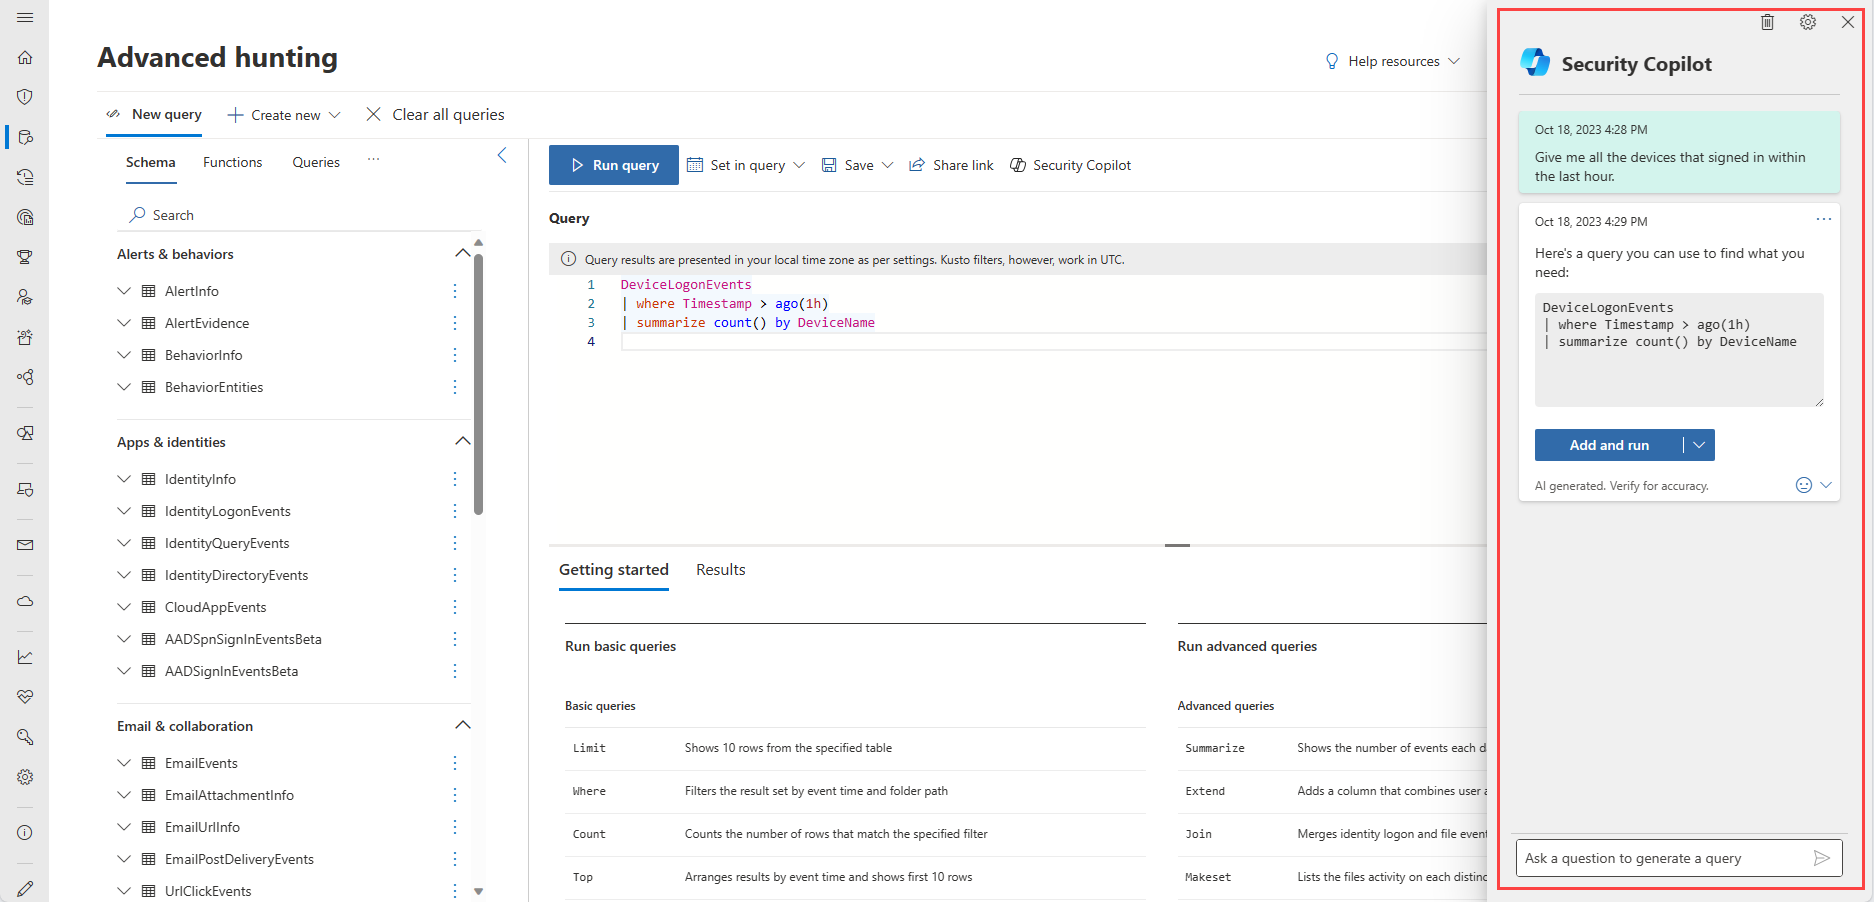 Advanced hunting
Help resources
New query
Create new
Clear all queries
Schema
Functions
Queries
...
Search
Alerts & behaviors
AlertInfo
AlertEvidence
BehaviorInfo
BehaviorEntities
Apps & identities
IdentityInfo
IdentityLogonEvents
IdentityQueryEvents
IdentityDirectoryEvents
CloudAppEvents
AADSpnSignInEventsBeta
AADSignInEventsBeta
Email & collaboration
EmailEvents
EmailAttachmentInfo
EmailUrlInfo
EmailPostDeliveryEvents
UrlClickEvents
Run query
Set in query
Save
Share link
Security Copilot
Query
Query results are presented in your local time zone as per settings. Kusto filters, however, work in UTC.
1 DeviceLogonEvents
2 | where Timestamp > ago(1h)
3 | summarize count() by DeviceName
4
Getting started
Results
Run basic queries
Basic queries
Limit Shows 10 rows from the specified table
Where Filters the result set by event time and folder path
Count Counts the number of rows that match the specified filter
Top Arranges results by event time and shows first 10 rows
Run advanced queries
Advanced queries
Summarize Shows the number of events each
Extend Adds a column that combines user
Join Merges identity logon and file
Makeset Lists the files activity on each
Security Copilot
Oct 18, 2023 4:28 PM
Give me all the devices that signed in within
the last hour.
Oct 18, 2023 4:29 PM
...
Here's a query you can use to find what you
need:
DeviceLogonEvents
| where Timestamp > ago(1h)
| summarize count() by DeviceName
Add and run
AI generated. Verify for accuracy.
Ask a question to generate a query